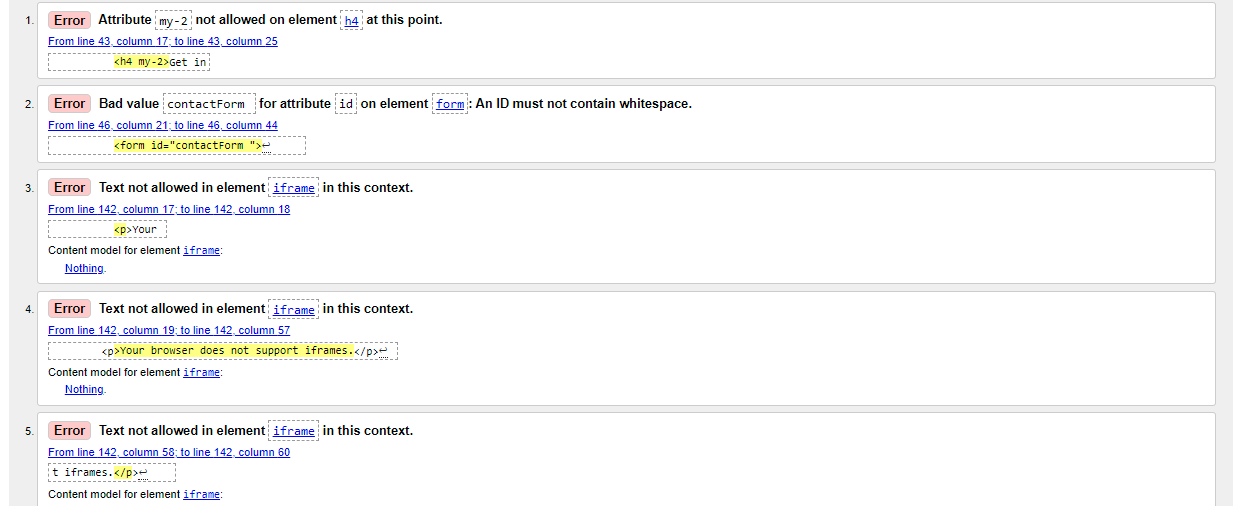 1. Error Attribute my-2 not allowed on element h4 at this point.
From line 43, column 17; to line 43, column 25
<h4 my-2>Get in
2. Error Bad value contactForm for attribute id on element form: An ID must not contain whitespace.
From line 46, column 21; to line 46, column 44
<form id="contactForm ">↩
3. Error Text not allowed in element iframe in this context.
From line 142, column 17; to line 142, column 18
<p>Your
Content model for element iframe:
Nothing.
4. Error Text not allowed in element iframe in this context.
From line 142, column 19; to line 142, column 57
<p>Your browser does not support iframes.</p>↩
Content model for element iframe:
Nothing.
5. Error Text not allowed in element iframe in this context.
From line 142, column 58; to line 142, column 60
t iframes.</p>↩
Content model for element iframe: